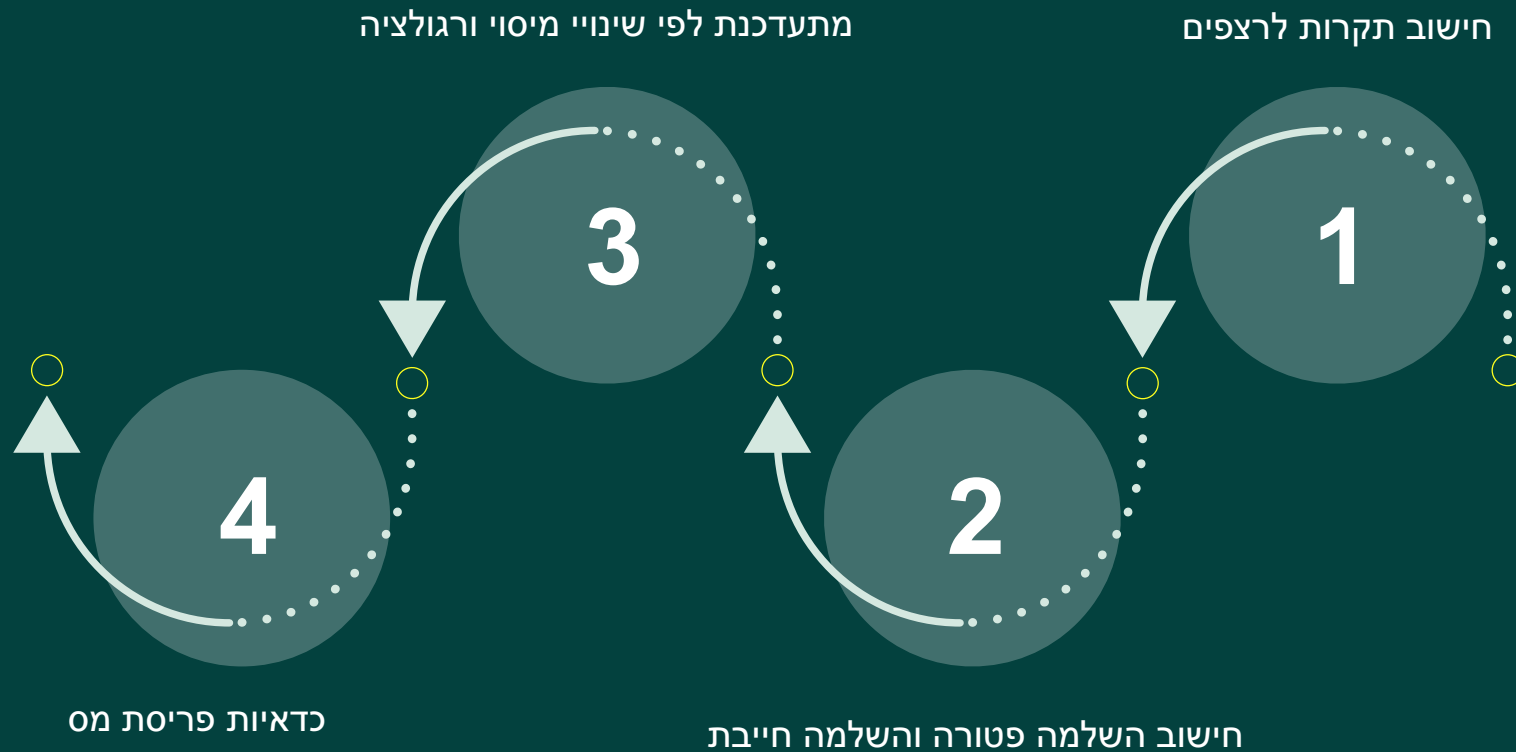 חישוב תקרות לרצפים
1
2
חישוב השלמה פטורה והשלמה חייבת
מתעדכנת לפי שינויי מיסוי ורגולציה
3
4
כדאיות פריסת מס